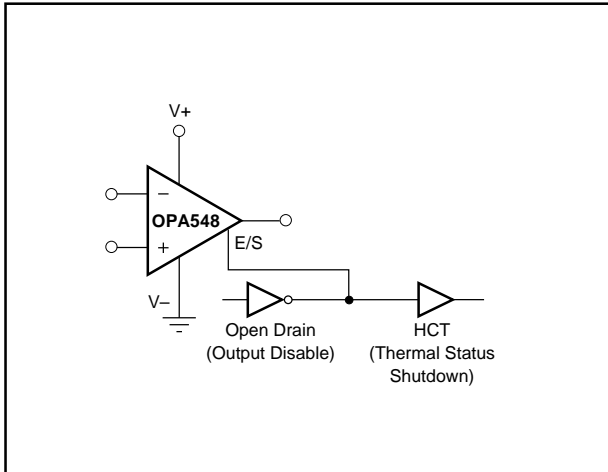 V+
−
OPA548
+
E/S
V–
Open Drain
(Output Disable)
HCT
(Thermal Status
Shutdown)